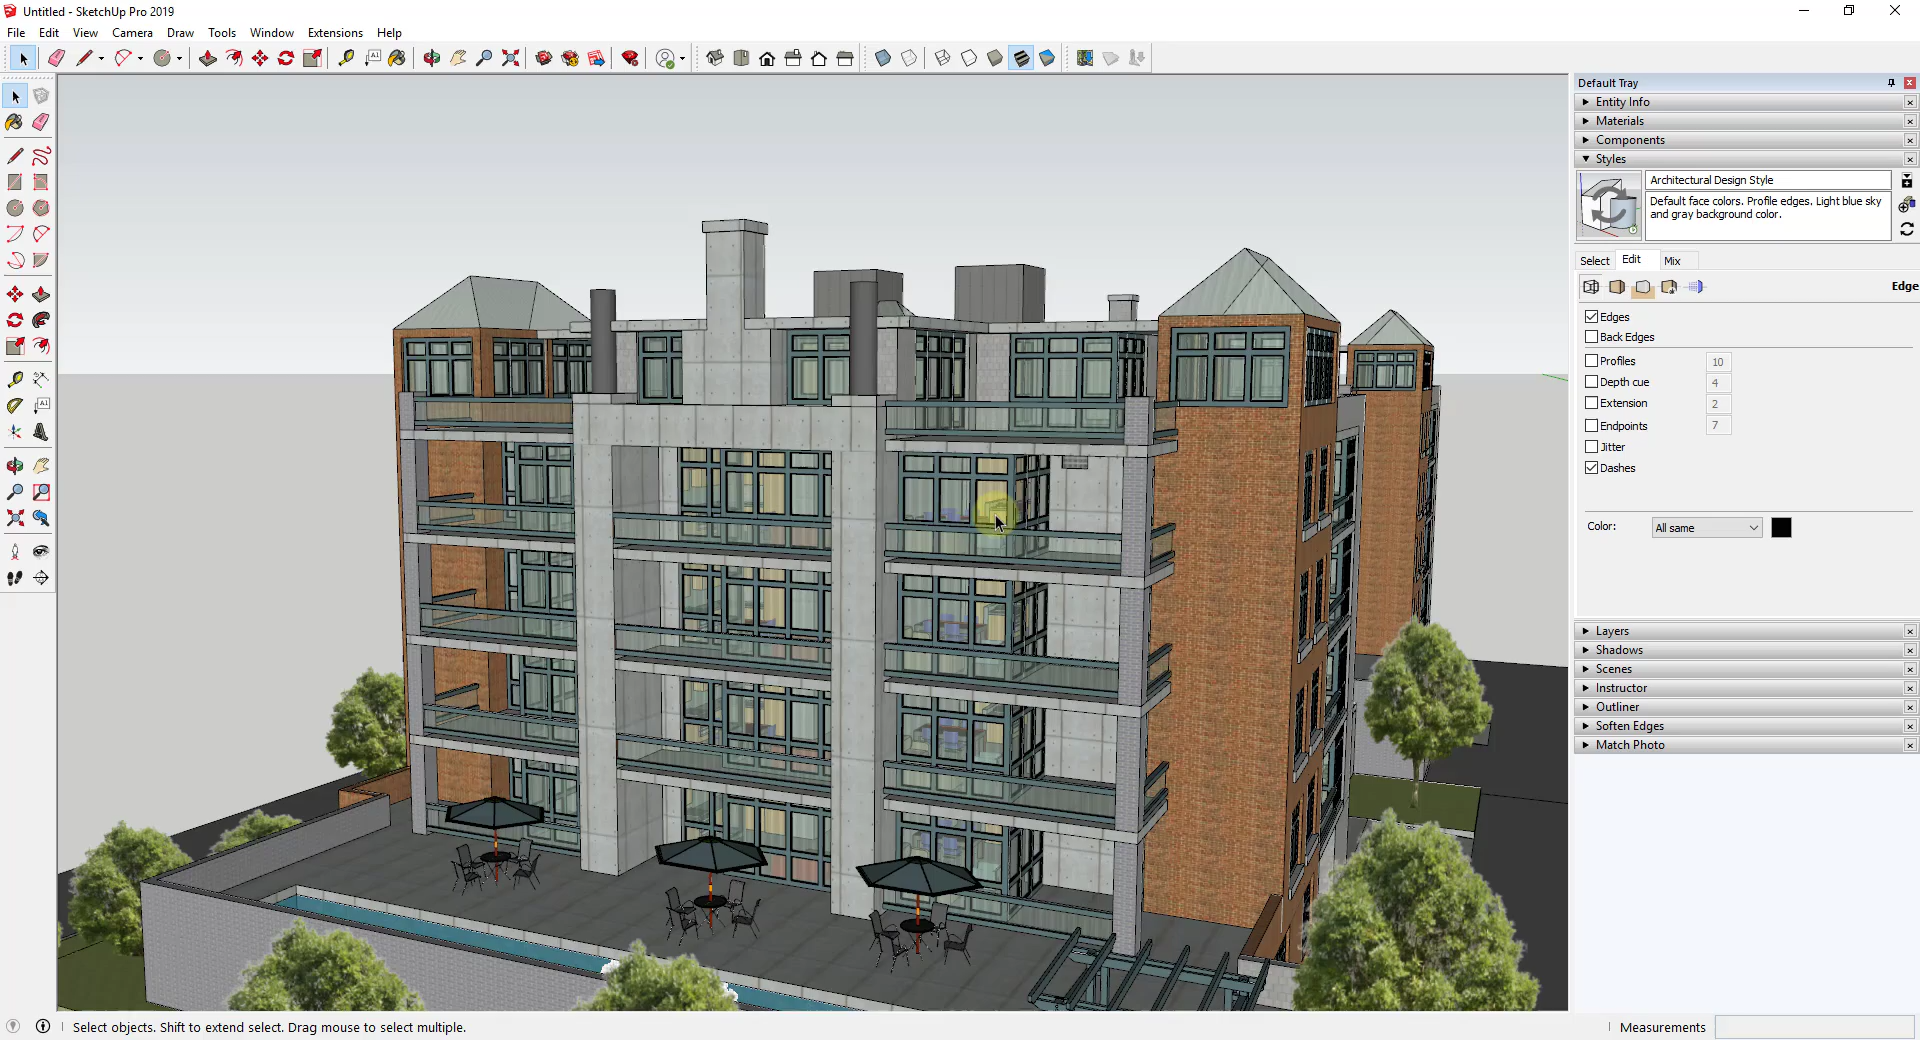 Untitled - SketchUp Pro 2019
File Edit View Camera Draw Tools Window Extensions Help
Default Tray
Entity Info
Materials
Components
Styles
Architectural Design Style
Default face colors. Profile edges. Light blue sky
and gray background color.
Select Edit Mix
Edge
Edges
Back Edges
Profiles 10
Depth cue 4
Extension 2
Endpoints 7
Jitter
Dashes
Color: All same
Layers
Shadows
Scenes
Instructor
Outliner
Soften Edges
Match Photo
Select objects. Shift to extend select. Drag mouse to select multiple.
Measurements